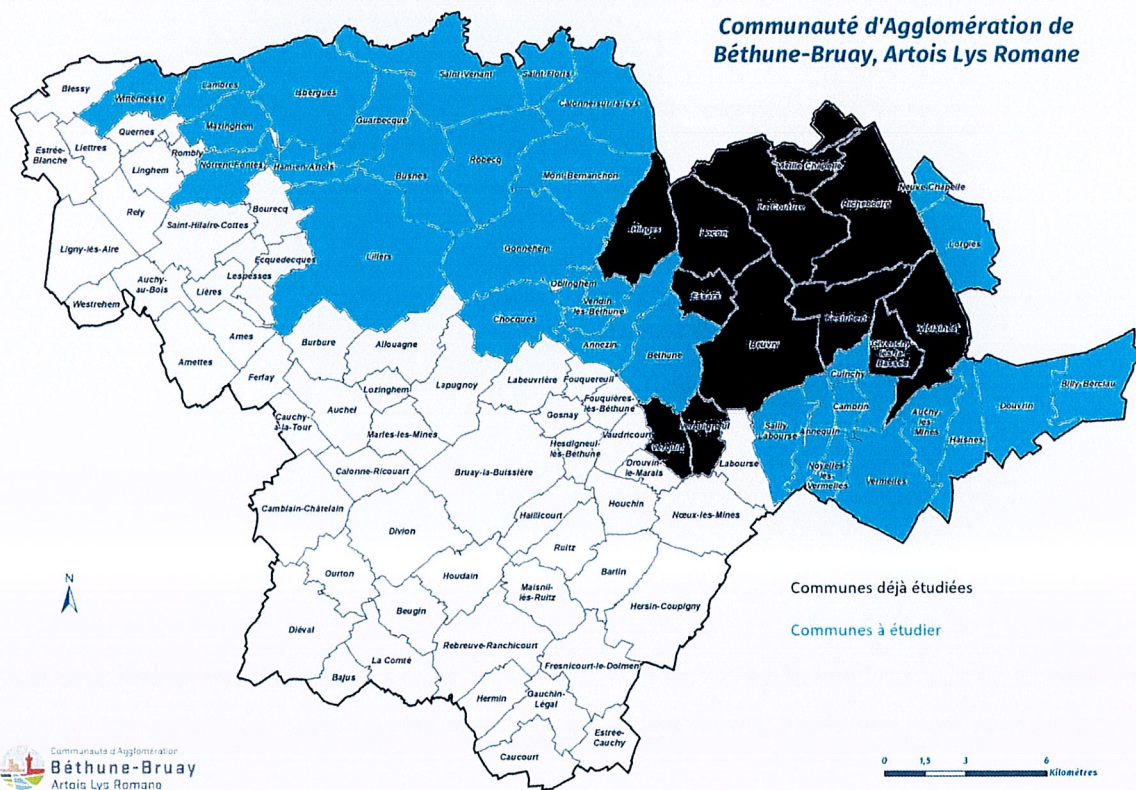 Communauté d'Agglomération de
Béthune-Bruay, Artois Lys Romane
Blessy
Witternesse
Lambres
Isbergues
Saint-Venant
Saint-Floris
Calonne-sur-la-Lys
Guarbecque
Mazinghem
Quernes
Liettres
Estrée-
Blanche
Linghem
Rombly
Norrent-Fontes
Ham-en-Artois
Busnes
Robecq
Mont-Bernanchon
Vieille-Chapelle
Neuve-Chapelle
La Couture
Richebourg
Lorgies
Hinges
Locon
Rely
Saint-Hilaire-Cottes
Bourecq
Ligny-lès-Aire
Ecquedecques
Lillers
Gonnehem
Oblinghem
Vendin-
lès-Béthune
Essars
Lespesses
Auchy-
au-Bois
Lières
Westrehem
Chocques
Annezin
Béthune
Beuvry
Festubert
Givenchy-
lès-la-
Bassée
Violaines
Ames
Amettes
Ferfay
Burbure
Allouagne
Lapugnoy
Labeuvrière
Fouquereuil
Fouquières-
lès-Béthune
Cuinchy
Cambrin
Auchy-
les-
Mines
Haisnes
Douvrin
Billy-Berclau
Lozinghem
Auchel
Cauchy-
à-la-Tour
Marles-les-Mines
Gosnay
Hesdigneul-
lès-Béthune
Vaudricourt
Verquin
Verquigneul
Sailly-
Labourse
Annequin
Noyelles-
lès-
Vermelles
Vermelles
Drouvin-
le-Marais
Labourse
Calonne-Ricouart
Bruay-la-Buissière
Camblain-Châtelain
Divion
Haillicourt
Houchin
Nœux-les-Mines
Ruitz
Ourton
Houdain
Maisnil-
lès-Ruitz
Barlin
Beugin
Hersin-Coupigny
Diéval
La Comté
Rebreuve-Ranchicourt
Bajus
Fresnicourt-le-Dolmen
Hermin
Gauchin-
Légal
Estrée-
Cauchy
Caucourt
N
Communes déjà étudiées
Communes à étudier
0 1,5 3 6
Kilomètres
Communauté d'Agglomération
Béthune-Bruay
Artois Lys Romane